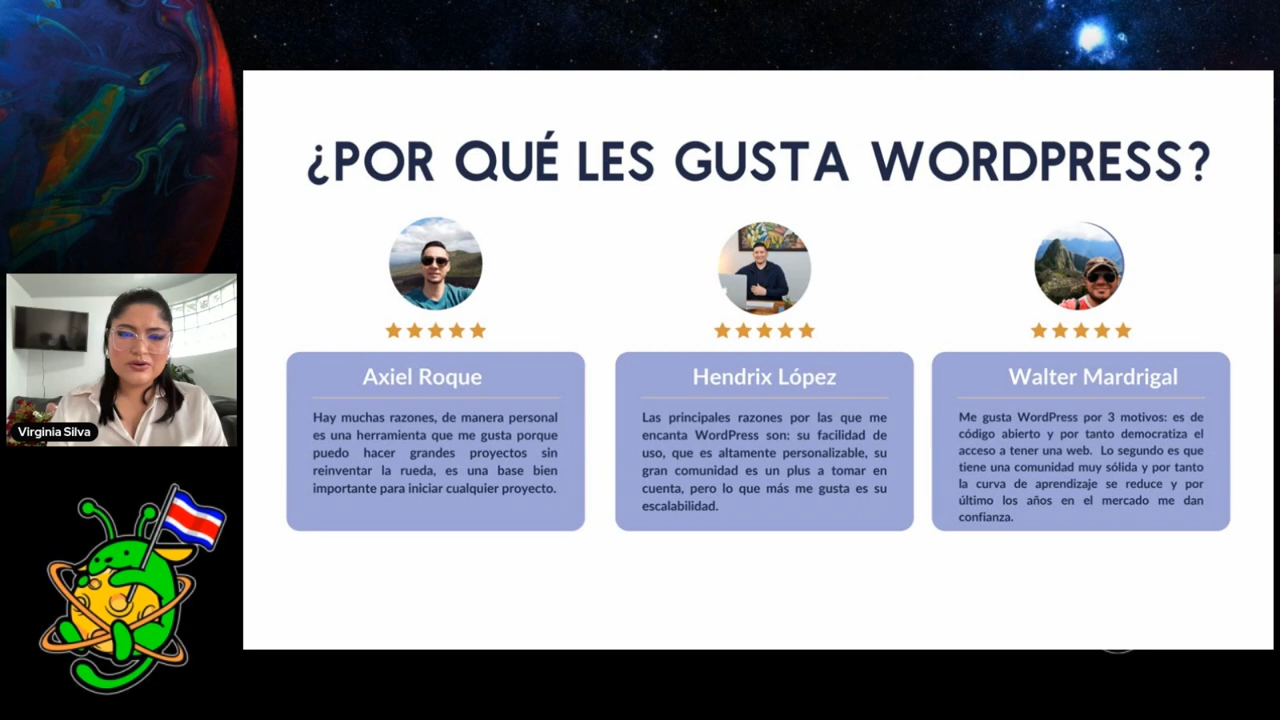 ¿POR QUÉ LES GUSTA WORDPRESS?
Axiel Roque
Hay muchas razones, de manera personal
es una herramienta que me gusta porque
puedo hacer grandes proyectos sin
reinventar la rueda, es una base bien
importante para iniciar cualquier proyecto.
Hendrix López
Las principales razones por las que me
encanta WordPress son: su facilidad de
uso, que es altamente personalizable, su
gran comunidad es un plus a tomar en
cuenta, pero lo que más me gusta es su
escalabilidad.
Walter Mardrigal
Me gusta WordPress por 3 motivos: es de
código abierto y por tanto democratiza el
acceso a tener una web. Lo segundo es que
tiene una comunidad muy sólida y por tanto
la curva de aprendizaje se reduce y por
último los años en el mercado me dan
confianza.
Virginia Silva